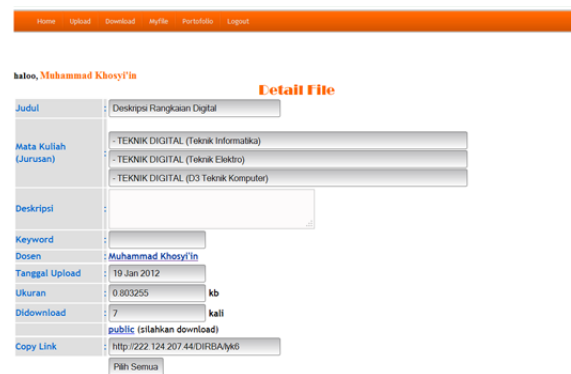 Home Upload Download Myfile Portofolio Logout
haloo, Muhammad Khosyi'in
Detail File
Judul : Deskripsi Rangkaian Digital
- TEKNIK DIGITAL (Teknik Informatika)
Mata Kuliah (Jurusan) : - TEKNIK DIGITAL (Teknik Elektro)
- TEKNIK DIGITAL (D3 Teknik Komputer)
Deskripsi :
Keyword :
Dosen : Muhammad Khosyi'in
Tanggal Upload : 19 Jan 2012
Ukuran : 0.803255 kb
Didownload : 7 kali
public (silahkan download)
Copy Link : http://222.124.207.44/DIRBA/lyk6
Pilih Semua